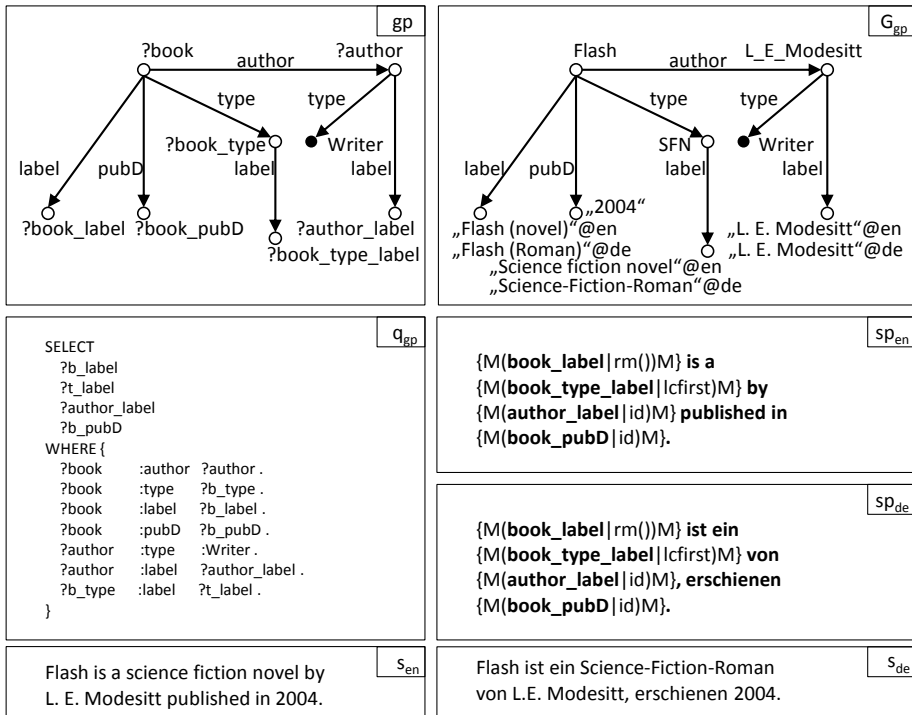 gp
?book
author
?author
type
type
?book_type
Writer
label
pubD
label
label
?book_label
?book_pubD
?author_label
?book_type_label
G_gp
Flash
author
L_E_Modesitt
type
type
SFN
Writer
label
pubD
label
label
„2004“
„Flash (novel)“@en
„L. E. Modesitt“@en
„Flash (Roman)“@de
„L. E. Modesitt“@de
„Science fiction novel“@en
„Science-Fiction-Roman“@de
q_gp
SELECT
?b_label
?t_label
?author_label
?b_pubD
WHERE {
?book :author ?author .
?book :type ?b_type .
?book :label ?b_label .
?book :pubD ?b_pubD .
?author :type :Writer .
?author :label ?author_label .
?b_type :label ?t_label .
}
sp_en
{M(book_label|rm())M} is a
{M(book_type_label|lcfirst)M} by
{M(author_label|id)M} published in
{M(book_pubD|id)M}.
sp_de
{M(book_label|rm())M} ist ein
{M(book_type_label|lcfirst)M} von
{M(author_label|id)M}, erschienen
{M(book_pubD|id)M}.
s_en
Flash is a science fiction novel by
L. E. Modesitt published in 2004.
s_de
Flash ist ein Science-Fiction-Roman
von L.E. Modesitt, erschienen 2004.